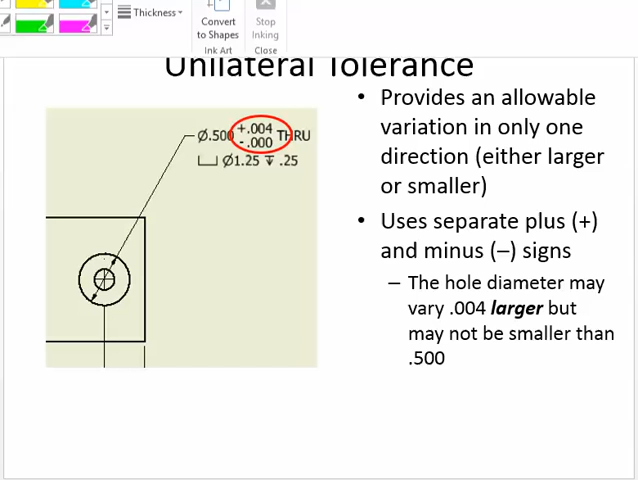 Thickness
Convert
to Shapes
Stop
Inking
Ink Art
Close
Unilateral Tolerance
Ø.500 +.004 THRU
-.000
⌴ Ø1.25 ↧ .25
• Provides an allowable
variation in only one
direction (either larger
or smaller)
• Uses separate plus (+)
and minus (–) signs
– The hole diameter may
vary .004 larger but
may not be smaller than
.500